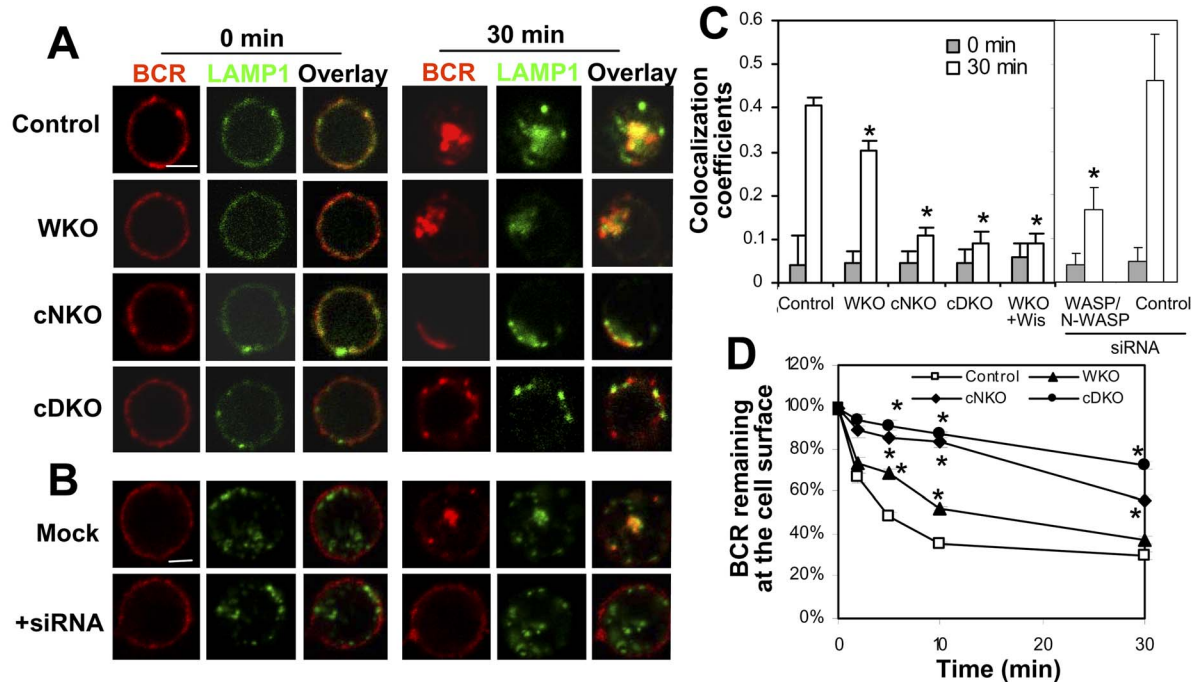 A
0 min
30 min
BCR LAMP1 Overlay BCR LAMP1 Overlay
Control
WKO
cNKO
cDKO
B
Mock
+siRNA
C
Colocalization
coefficients
0.6
0.5
0.4
0.3
0.2
0.1
0
0 min
30 min
* * * * *
Control WKO cNKO cDKO WKO +Wis WASP/ N-WASP Control
siRNA
D
BCR remaining
at the cell surface
120%
100%
80%
60%
40%
20%
0%
Control WKO
cNKO cDKO
* * * * * * * *
0 10 20 30
Time (min)